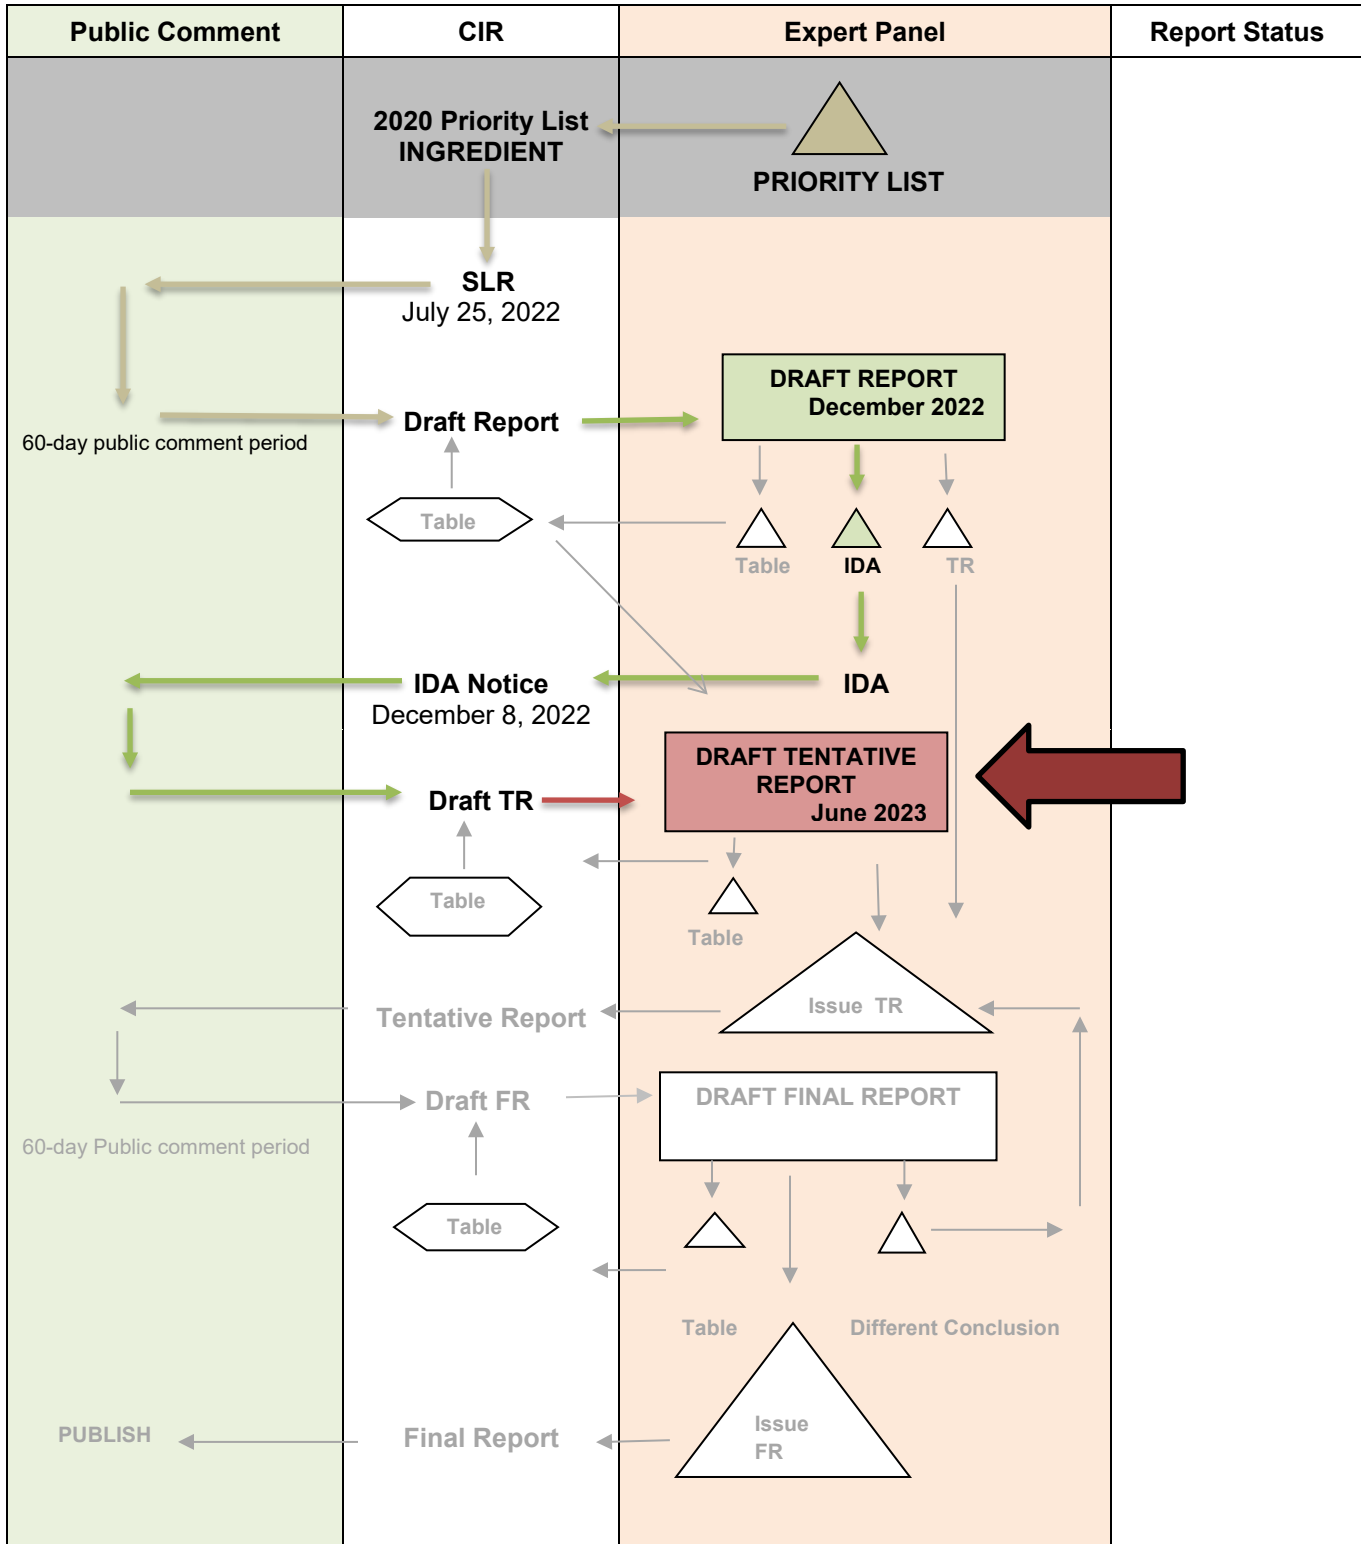 Public Comment
CIR
Expert Panel
Report Status
2020 Priority List
INGREDIENT
PRIORITY LIST
SLR
July 25, 2022
60-day public comment period
Draft Report
DRAFT REPORT
December 2022
Table
Table
IDA
TR
IDA Notice
December 8, 2022
IDA
Draft TR
DRAFT TENTATIVE
REPORT
June 2023
Table
Table
Tentative Report
Issue TR
60-day Public comment period
Draft FR
DRAFT FINAL REPORT
Table
Table
Different Conclusion
PUBLISH
Final Report
Issue
FR